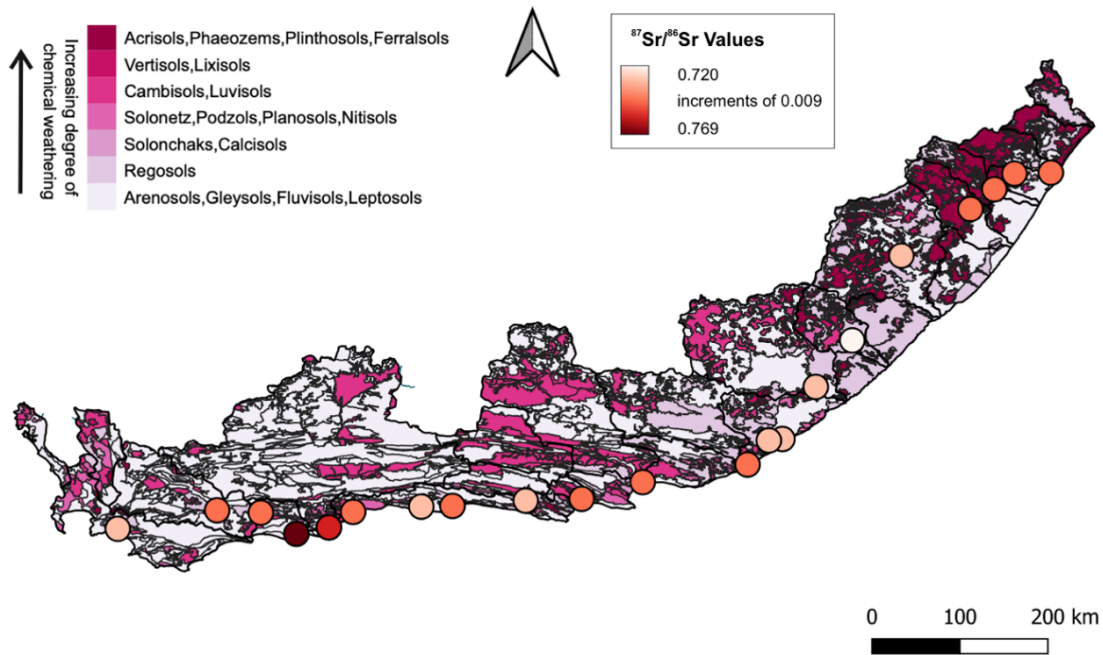 Increasing degree of
chemical weathering
Acrisols,Phaeozems,Plinthosols,Ferralsols
Vertisols,Lixisols
Cambisols,Luvisols
Solonetz,Podzols,Planosols,Nitisols
Solonchaks,Calcisols
Regosols
Arenosols,Gleysols,Fluvisols,Leptosols
⁸⁷Sr/⁸⁶Sr Values
0.720
increments of 0.009
0.769
0 100 200 km